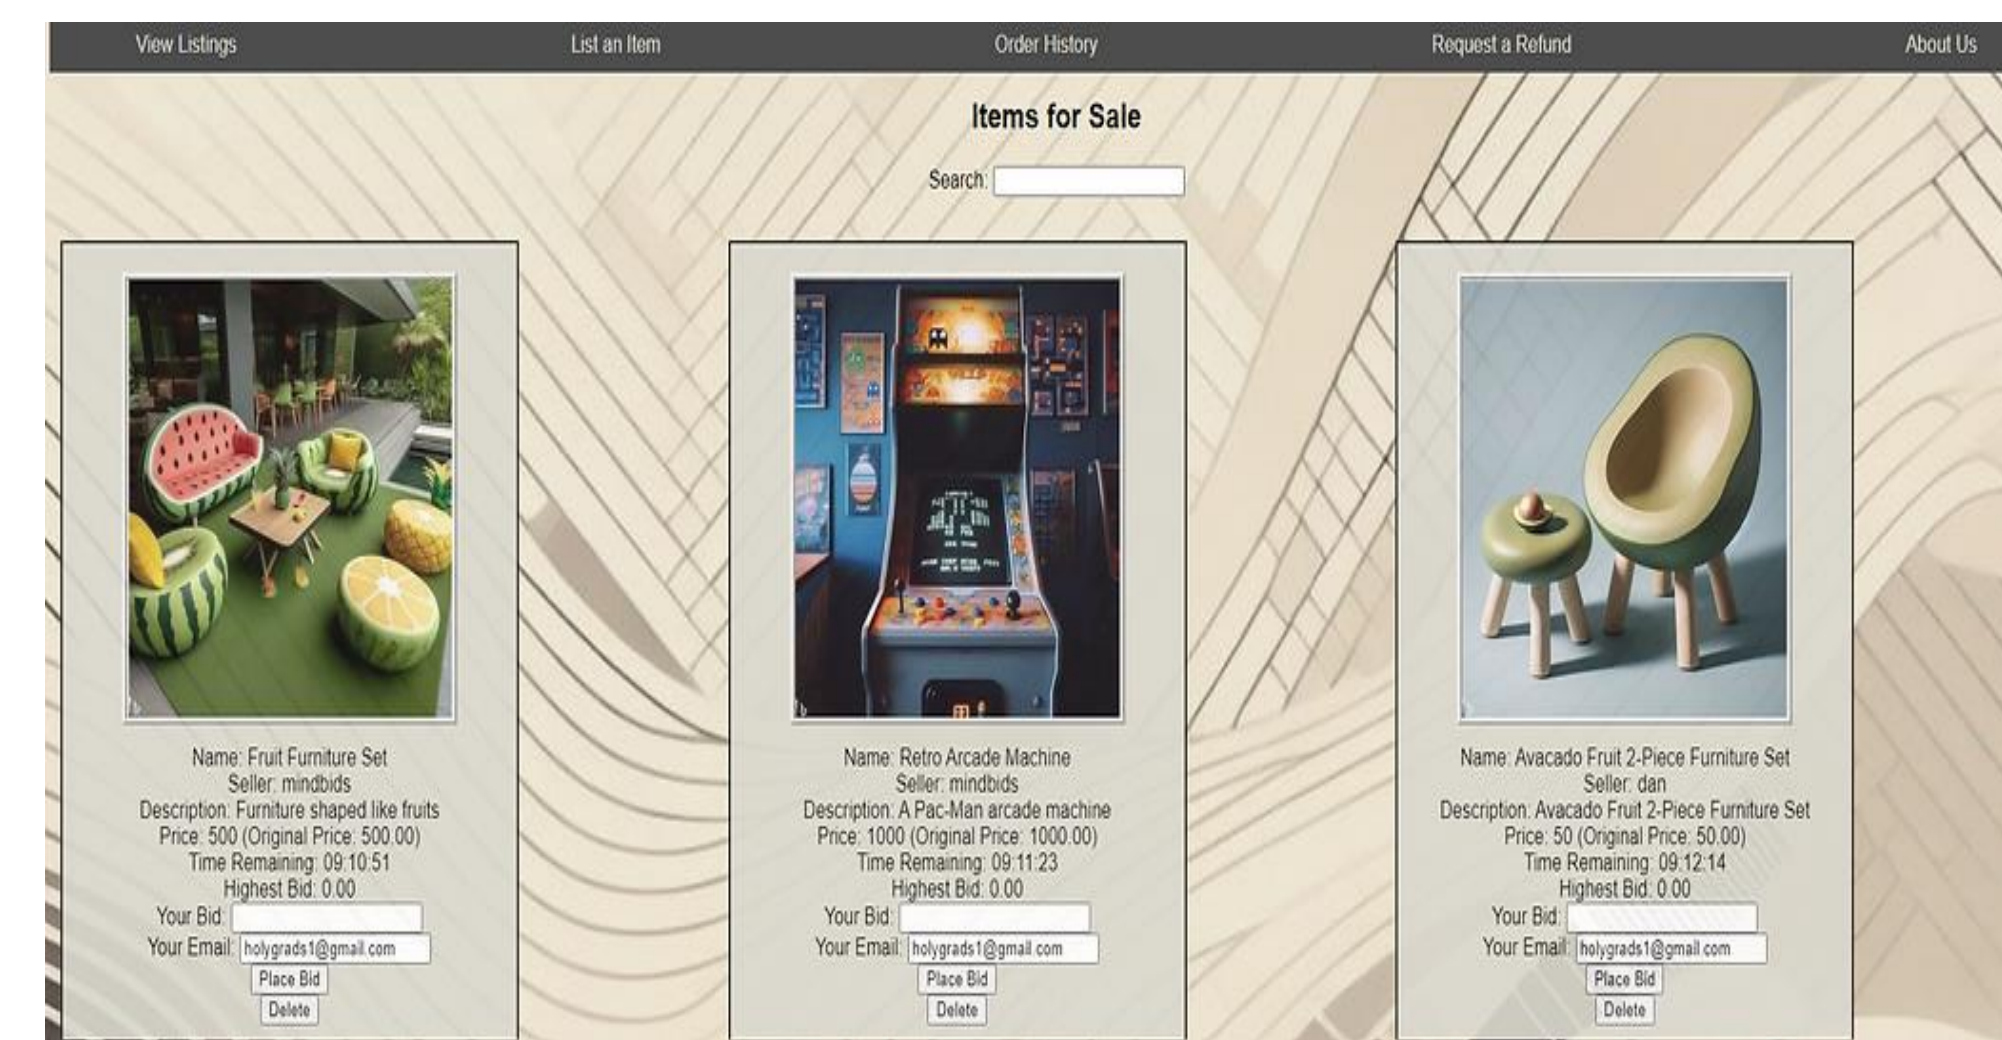 View Listings List an Item Order History Request a Refund About Us
Items for Sale
Search:
Name: Fruit Furniture Set
Seller: mindbids
Description: Furniture shaped like fruits
Price: 500 (Original Price: 500.00)
Time Remaining: 09:10:51
Highest Bid: 0.00
Your Bid:
Your Email: holygrads1@gmail.com
Place Bid
Delete
Name: Retro Arcade Machine
Seller: mindbids
Description: A Pac-Man arcade machine
Price: 1000 (Original Price: 1000.00)
Time Remaining: 09:11:23
Highest Bid: 0.00
Your Bid:
Your Email: holygrads1@gmail.com
Place Bid
Delete
Name: Avacado Fruit 2-Piece Furniture Set
Seller: dan
Description: Avacado Fruit 2-Piece Furniture Set
Price: 50 (Original Price: 50.00)
Time Remaining: 09:12:14
Highest Bid: 0.00
Your Bid:
Your Email: holygrads1@gmail.com
Place Bid
Delete